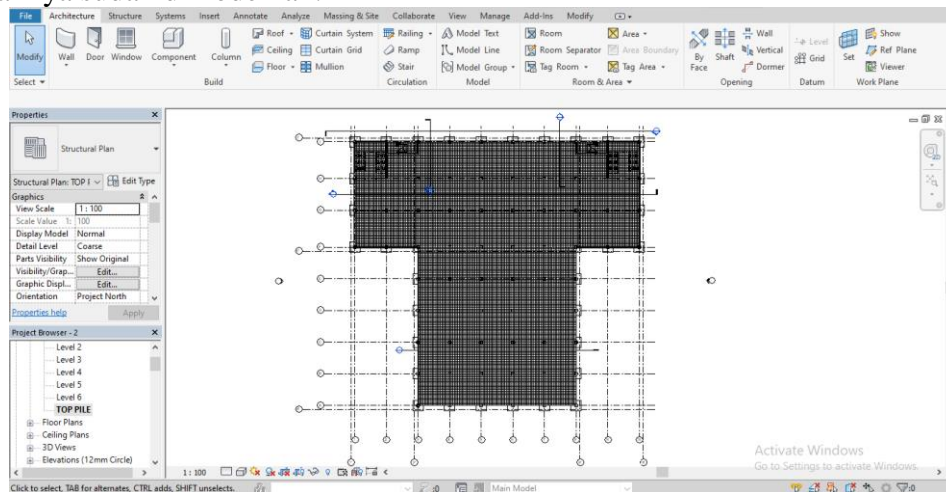 File Architecture Structure Systems Insert Annotate Analyze Massing & Site Collaborate View Manage Add-Ins Modify
Modify Wall Door Window Component Column
Roof Curtain System
Ceiling Curtain Grid
Floor Mullion
Railing
Ramp
Stair
Model Text
Model Line
Model Group
Room
Room Separator
Tag Room
Area
Area Boundary
Tag Area
By Face
Shaft
Wall
Vertical
Dormer
Level
Grid
Set
Show
Ref Plane
Viewer
Select Build Circulation Model Room & Area Opening Datum Work Plane
Properties
Structural Plan
Structural Plan: TOP Edit Type
Graphics
View Scale 1 : 100
Scale Value 1: 100
Display Model Normal
Detail Level Coarse
Parts Visibility Show Original
Visibility/Grap... Edit...
Graphic Displ... Edit...
Orientation Project North
Properties help Apply
Project Browser - 2
Level 2
Level 3
Level 4
Level 5
Level 6
TOP PILE
Floor Plans
Ceiling Plans
3D Views
Elevations (12mm Circle)
1 : 100
Activate Windows
Go to Settings to activate Windows.
Click to select, TAB for alternates, CTRL adds, SHIFT unselects. :0 Main Model :0